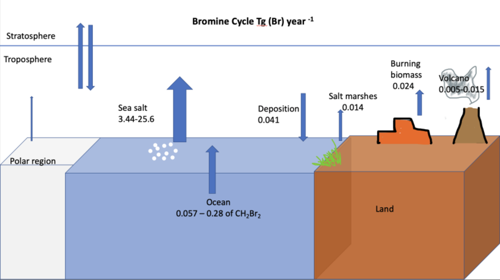 Bromine Cycle Tg (Br) year -1
Stratosphere
Troposphere
Burning
biomass
0.024
Volcano
0.005-0.015
Sea salt
3.44-25.6
Deposition
0.041
Salt marshes
0.014
Polar region
Ocean
0.057 – 0.28 of CH₂Br₂
Land